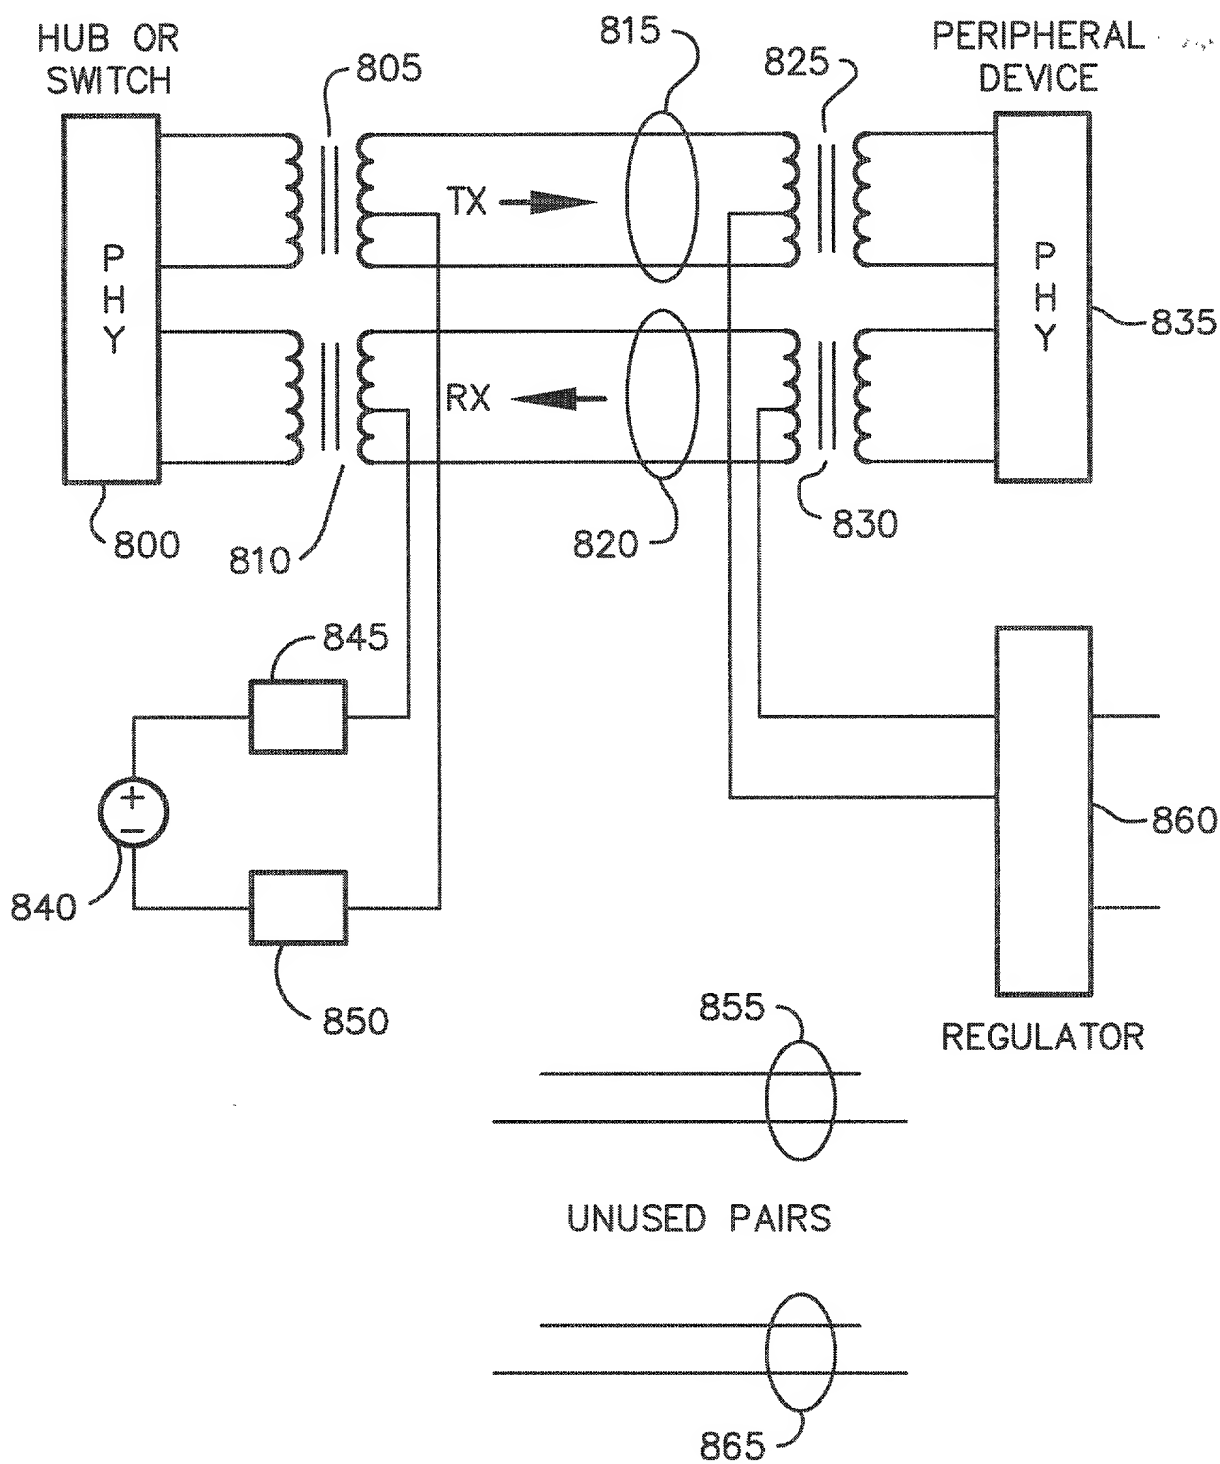 HUB OR
SWITCH
805
815
825
PERIPHERAL
DEVICE
P
H
Y
TX
P
H
Y
835
RX
800
810
820
830
845
+
−
840
850
860
REGULATOR
855
UNUSED PAIRS
865